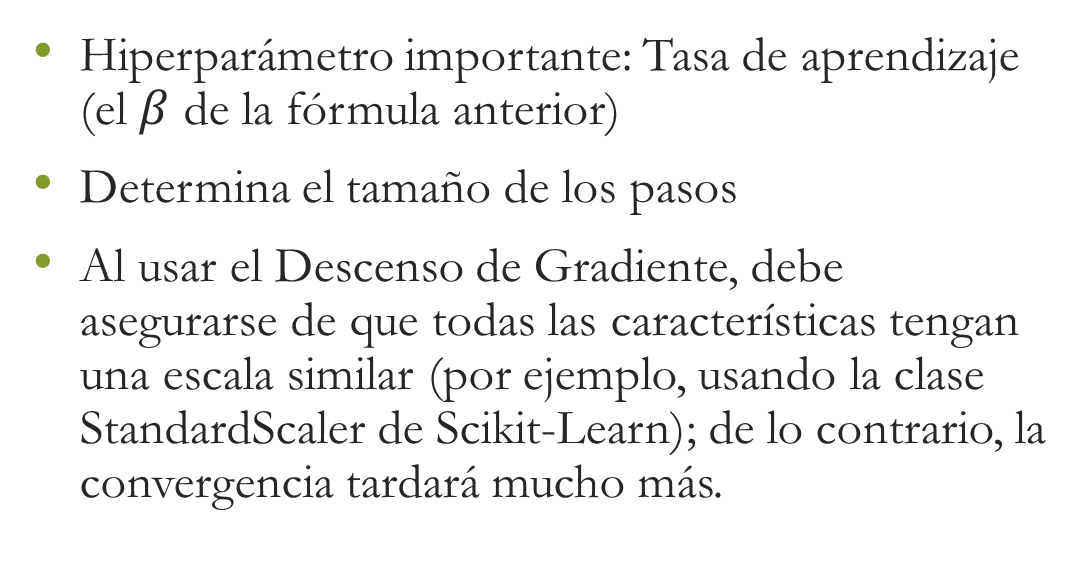 • Hiperparámetro importante: Tasa de aprendizaje
(el β de la fórmula anterior)
• Determina el tamaño de los pasos
• Al usar el Descenso de Gradiente, debe
asegurarse de que todas las características tengan
una escala similar (por ejemplo, usando la clase
StandardScaler de Scikit-Learn); de lo contrario, la
convergencia tardará mucho más.